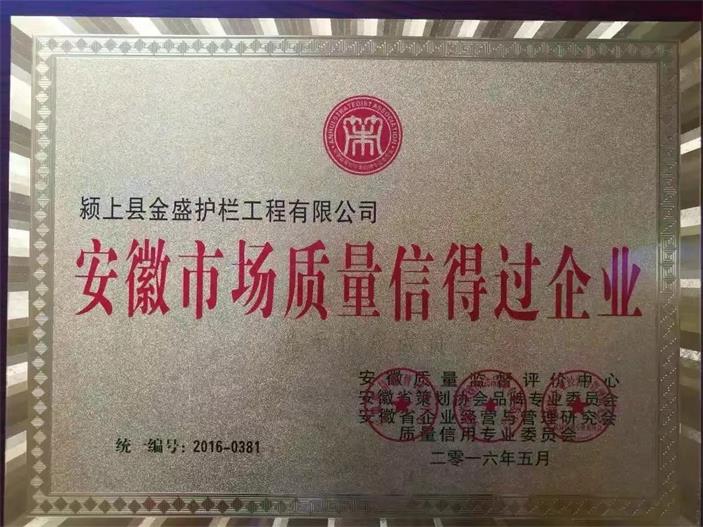 ANHUI STRATEGIST ASSOCIATION
颍上县金盛护栏工程有限公司
安徽市场质量信得过企业
安徽质量监督评价中心
安徽省策划协会品牌专业委员会
安徽省企业经营与管理研究会
质量信用专业委员会
统一编号：2016-0381
二零一六年五月